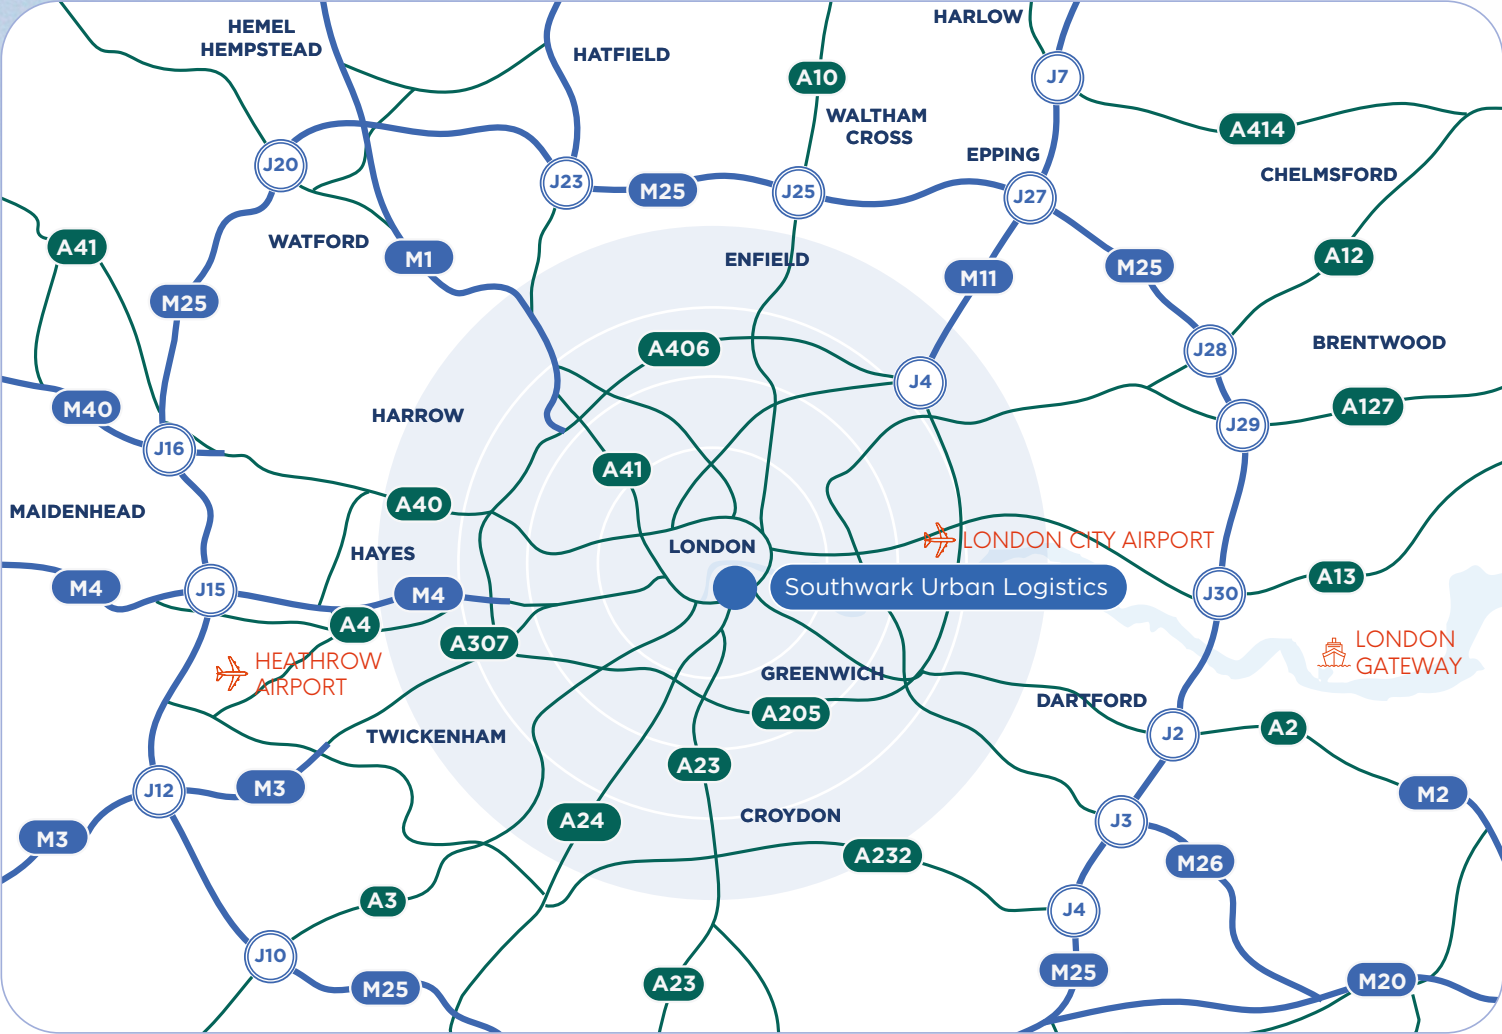 HEMEL
HEMPSTEAD
HATFIELD
HARLOW
J7
A10
WALTHAM
CROSS
A414
EPPING
CHELMSFORD
J20
J23
M25
J25
J27
WATFORD
A41
M1
ENFIELD
M11
M25
A12
M25
A406
J28
BRENTWOOD
J4
M40
HARROW
A127
J29
J16
A41
A40
MAIDENHEAD
LONDON
LONDON CITY AIRPORT
HAYES
M4
J15
M4
Southwark Urban Logistics
J30
A13
A4
A307
HEATHROW
AIRPORT
GREENWICH
LONDON
GATEWAY
DARTFORD
A205
TWICKENHAM
J2
A2
A23
J12
M3
M2
M3
A24
CROYDON
J3
A232
M26
A3
J4
J10
M25
A23
M25
M20